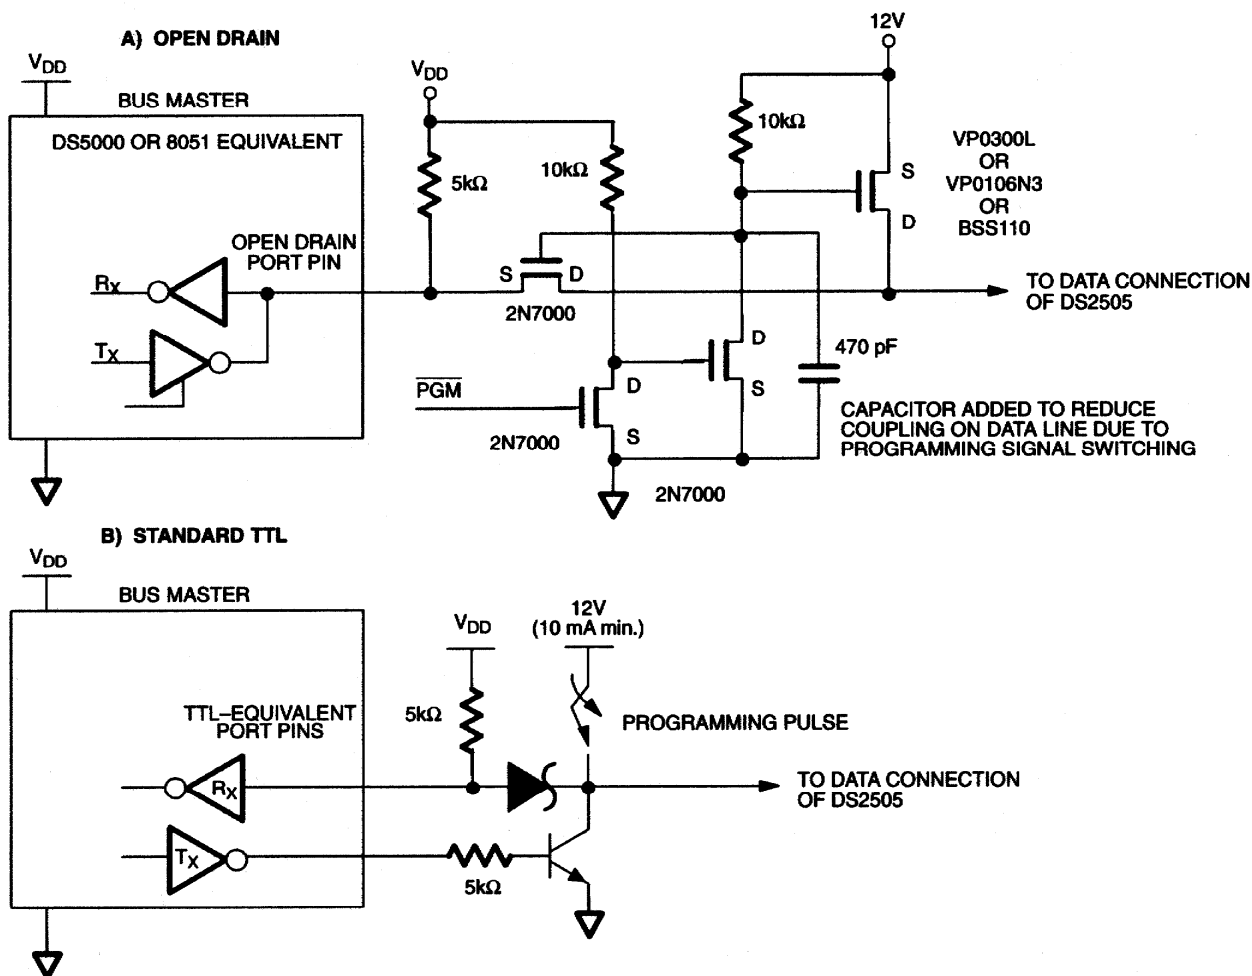 A) OPEN DRAIN
VDD
BUS MASTER
DS5000 OR 8051 EQUIVALENT
OPEN DRAIN
PORT PIN
RX
TX
VDD
5kΩ
10kΩ
S
D
2N7000
PGM
2N7000
D
S
12V
10kΩ
S
D
VP0300L
OR
VP0106N3
OR
BSS110
TO DATA CONNECTION
OF DS2505
D
S
470 pF
CAPACITOR ADDED TO REDUCE
COUPLING ON DATA LINE DUE TO
PROGRAMMING SIGNAL SWITCHING
2N7000
B) STANDARD TTL
VDD
BUS MASTER
TTL–EQUIVALENT
PORT PINS
RX
TX
VDD
5kΩ
5kΩ
12V
(10 mA min.)
PROGRAMMING PULSE
TO DATA CONNECTION
OF DS2505